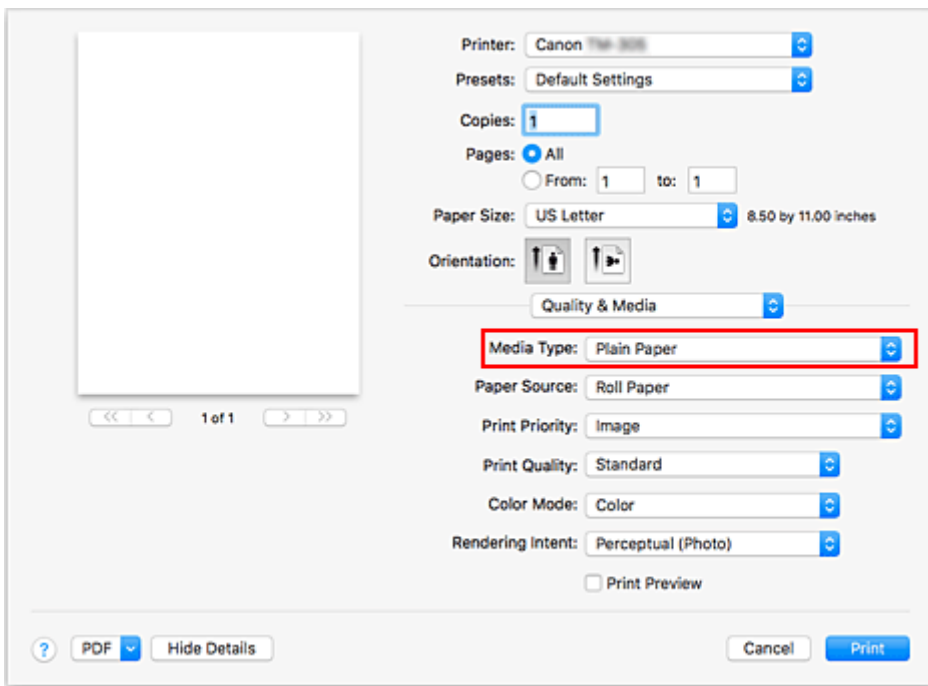 Printer: Canon
Presets: Default Settings
Copies: 1
Pages: All
From: 1 to: 1
Paper Size: US Letter 8.50 by 11.00 inches
Orientation:
Quality & Media
Media Type: Plain Paper
Paper Source: Roll Paper
<< < 1 of 1 > >>
Print Priority: Image
Print Quality: Standard
Color Mode: Color
Rendering Intent: Perceptual (Photo)
Print Preview
? PDF Hide Details Cancel Print